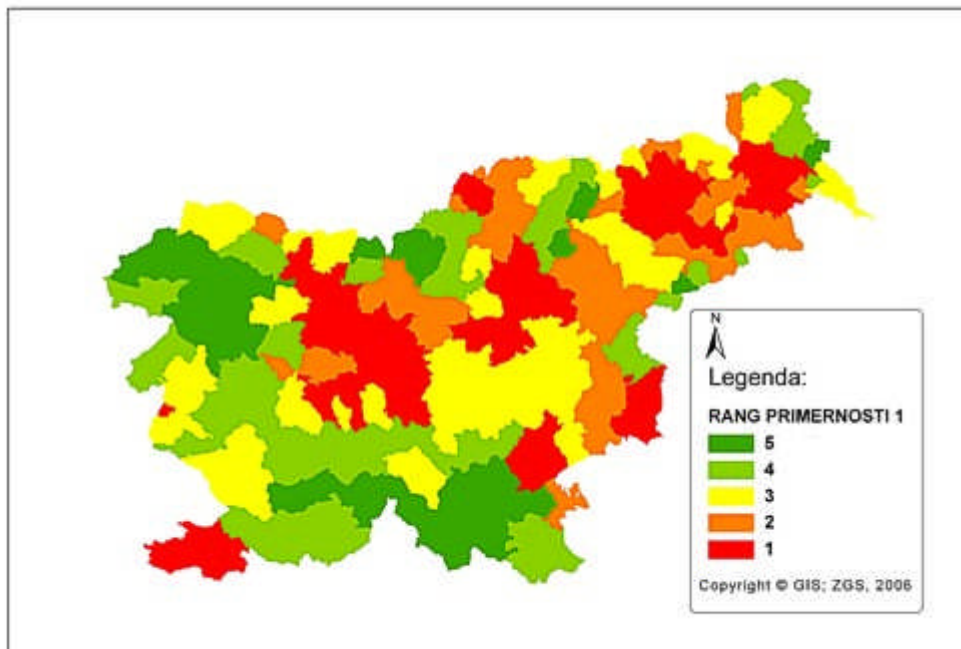 N
Legenda:
RANG PRIMERNOSTI 1
5
4
3
2
1
Copyright © GIS; ZGS, 2006